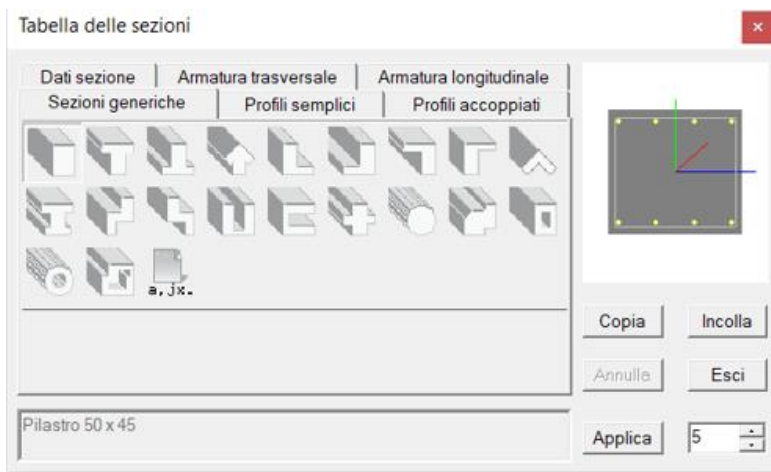 Tabella delle sezioni
Dati sezione Armatura trasversale Armatura longitudinale
Sezioni generiche Profili semplici Profili accoppiati
a,jx.
Copia Incolla
Annulla Esci
Pilastro 50 x 45
Applica 5